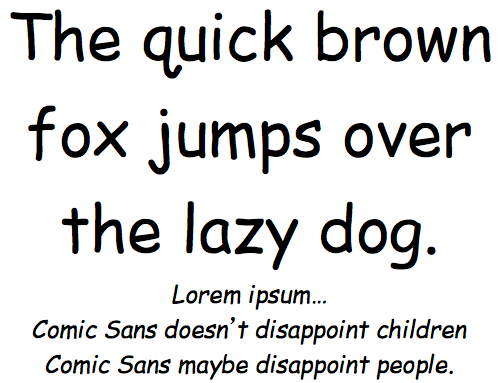 The quick brown
fox jumps over
the lazy dog.
Lorem ipsum…
Comic Sans doesn’t disappoint children
Comic Sans maybe disappoint people.